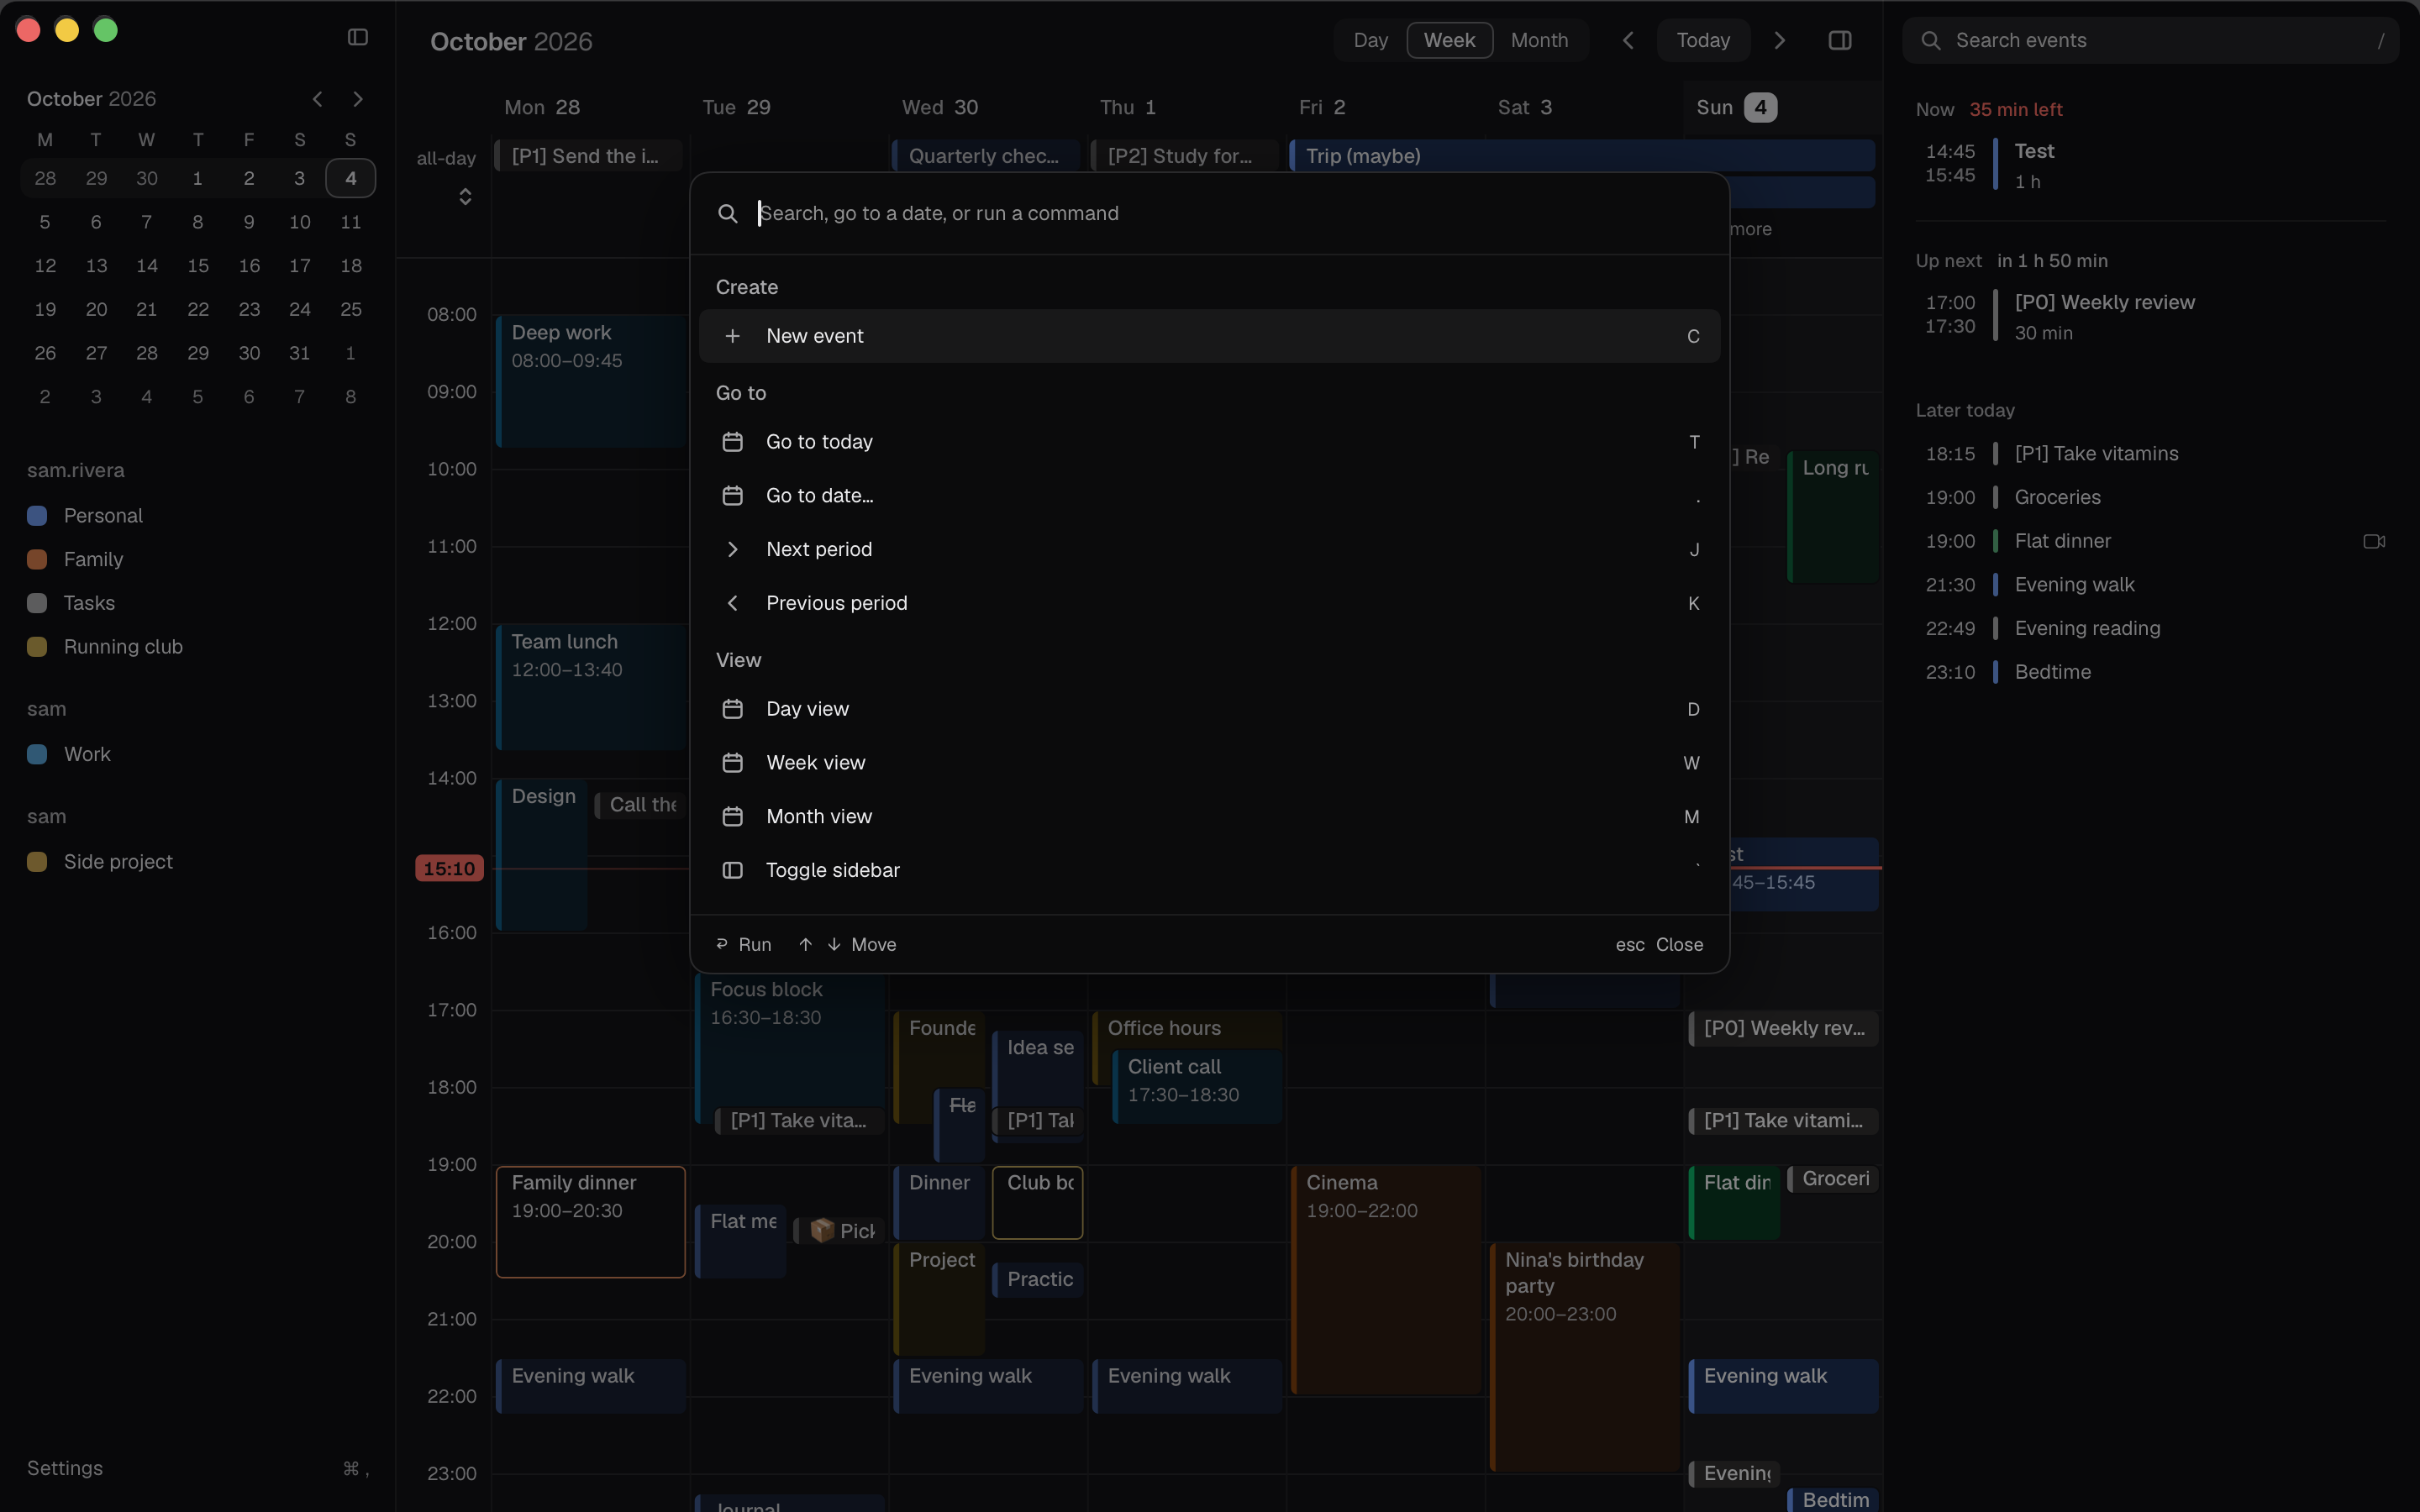 October 2026
M T W T F S S
28 29 30 1 2 3 4
5 6 7 8 9 10 11
12 13 14 15 16 17 18
19 20 21 22 23 24 25
26 27 28 29 30 31 1
2 3 4 5 6 7 8
sam.rivera
Personal
Family
Tasks
Running club
sam
Work
sam
Side project
Settings ⌘ ,
October 2026
Day Week Month Today
Mon 28 Tue 29 Wed 30 Thu 1 Fri 2 Sat 3 Sun 4
all-day
[P1] Send the i...
Quarterly chec...
[P2] Study for...
Trip (maybe)
more
Search, go to a date, or run a command
Create
New event C
Go to
Go to today T
Go to date... .
Next period J
Previous period K
View
Day view D
Week view W
Month view M
Toggle sidebar `
Run ↑ ↓ Move esc Close
08:00
09:00
10:00
11:00
12:00
13:00
14:00
15:10
16:00
17:00
18:00
19:00
20:00
21:00
22:00
23:00
Deep work
08:00–09:45
Team lunch
12:00–13:40
Design
Call the
Family dinner
19:00–20:30
Evening walk
Focus block
16:30–18:30
[P1] Take vita...
Flat me
📦 Pick
Journal
Founde
Idea se
Fla
[P1] Tak
Dinner
Club bo
Project
Practic
Evening walk
Office hours
Client call
17:30–18:30
Evening walk
Cinema
19:00–22:00
Nina's birthday
party
20:00–23:00
] Re
Long ru
st
45–15:45
[P0] Weekly rev...
[P1] Take vitami...
Flat din
Groceri
Evening walk
Evening
Bedtim
Search events /
Now 35 min left
14:45 Test
15:45 1 h
Up next in 1 h 50 min
17:00 [P0] Weekly review
17:30 30 min
Later today
18:15 [P1] Take vitamins
19:00 Groceries
19:00 Flat dinner
21:30 Evening walk
22:49 Evening reading
23:10 Bedtime